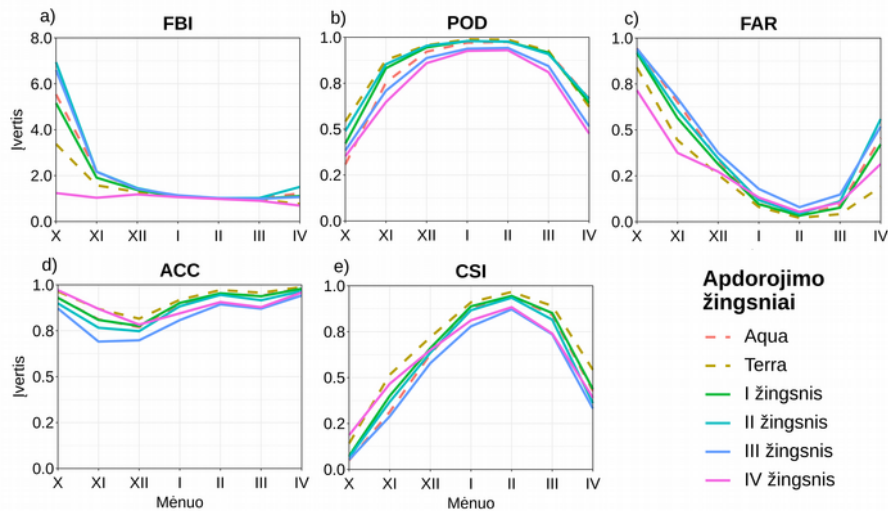 a) FBI
8.0
6.0
4.0
2.0
0.0
Įvertis
X XI XII I II III IV
b) POD
1.0
0.8
0.5
0.2
0.0
X XI XII I II III IV
c) FAR
1.0
0.8
0.5
0.2
0.0
X XI XII I II III IV
d) ACC
1.0
0.8
0.5
0.2
0.0
Įvertis
X XI XII I II III IV
Mėnuo
e) CSI
1.0
0.8
0.5
0.2
0.0
X XI XII I II III IV
Mėnuo
Apdorojimo
žingsniai
Aqua
Terra
I žingsnis
II žingsnis
III žingsnis
IV žingsnis